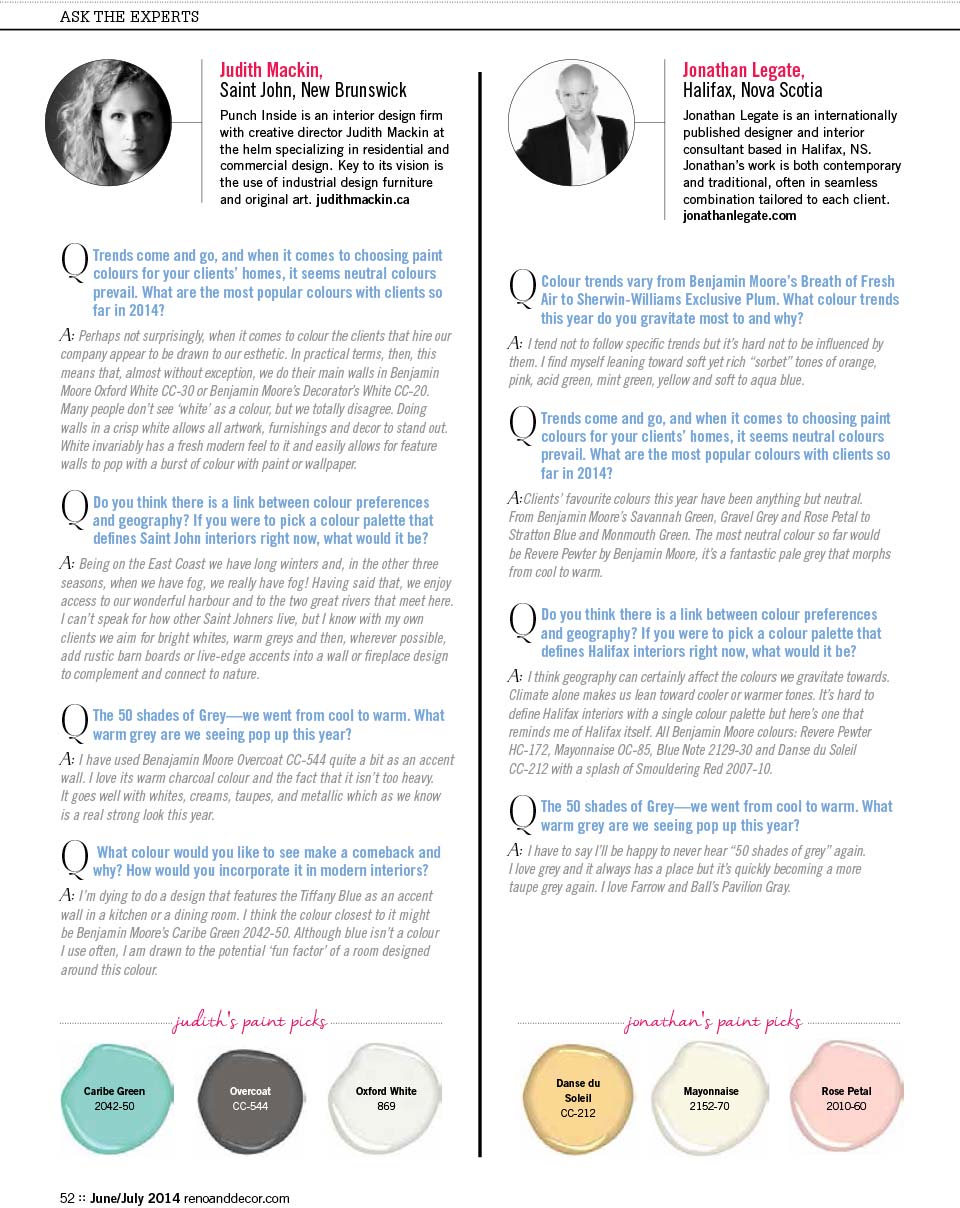 ASK THE EXPERTS
Judith Mackin,
Saint John, New Brunswick
Punch Inside is an interior design firm
with creative director Judith Mackin at
the helm specializing in residential and
commercial design. Key to its vision is
the use of industrial design furniture
and original art. judithmackin.ca
Q Trends come and go, and when it comes to choosing paint
colours for your clients’ homes, it seems neutral colours
prevail. What are the most popular colours with clients so
far in 2014?
A: Perhaps not surprisingly, when it comes to colour the clients that hire our
company appear to be drawn to our esthetic. In practical terms, then, this
means that, almost without exception, we do their main walls in Benjamin
Moore Oxford White CC-30 or Benjamin Moore’s Decorator’s White CC-20.
Many people don’t see ‘white’ as a colour, but we totally disagree. Doing
walls in a crisp white allows all artwork, furnishings and decor to stand out.
White invariably has a fresh modern feel to it and easily allows for feature
walls to pop with a burst of colour with paint or wallpaper.
Q Do you think there is a link between colour preferences
and geography? If you were to pick a colour palette that
defines Saint John interiors right now, what would it be?
A: Being on the East Coast we have long winters and, in the other three
seasons, when we have fog, we really have fog! Having said that, we enjoy
access to our wonderful harbour and to the two great rivers that meet here.
I can’t speak for how other Saint Johners live, but I know with my own
clients we aim for bright whites, warm greys and then, wherever possible,
add rustic barn boards or live-edge accents into a wall or fireplace design
to complement and connect to nature.
Q The 50 shades of Grey—we went from cool to warm. What
warm grey are we seeing pop up this year?
A: I have used Benajamin Moore Overcoat CC-544 quite a bit as an accent
wall. I love its warm charcoal colour and the fact that it isn’t too heavy.
It goes well with whites, creams, taupes, and metallic which as we know
is a real strong look this year.
Q What colour would you like to see make a comeback and
why? How would you incorporate it in modern interiors?
A: I’m dying to do a design that features the Tiffany Blue as an accent
wall in a kitchen or a dining room. I think the colour closest to it might
be Benjamin Moore’s Caribe Green 2042-50. Although blue isn’t a colour
I use often, I am drawn to the potential ‘fun factor’ of a room designed
around this colour.
judith's paint picks
Caribe Green
2042-50
Overcoat
CC-544
Oxford White
869
Jonathan Legate,
Halifax, Nova Scotia
Jonathan Legate is an internationally
published designer and interior
consultant based in Halifax, NS.
Jonathan’s work is both contemporary
and traditional, often in seamless
combination tailored to each client.
jonathanlegate.com
Q Colour trends vary from Benjamin Moore’s Breath of Fresh
Air to Sherwin-Williams Exclusive Plum. What colour trends
this year do you gravitate most to and why?
A: I tend not to follow specific trends but it’s hard not to be influenced by
them. I find myself leaning toward soft yet rich “sorbet” tones of orange,
pink, acid green, mint green, yellow and soft to aqua blue.
Q Trends come and go, and when it comes to choosing paint
colours for your clients’ homes, it seems neutral colours
prevail. What are the most popular colours with clients so
far in 2014?
A:Clients’ favourite colours this year have been anything but neutral.
From Benjamin Moore’s Savannah Green, Gravel Grey and Rose Petal to
Stratton Blue and Monmouth Green. The most neutral colour so far would
be Revere Pewter by Benjamin Moore, it’s a fantastic pale grey that morphs
from cool to warm.
Q Do you think there is a link between colour preferences
and geography? If you were to pick a colour palette that
defines Halifax interiors right now, what would it be?
A: I think geography can certainly affect the colours we gravitate towards.
Climate alone makes us lean toward cooler or warmer tones. It’s hard to
define Halifax interiors with a single colour palette but here’s one that
reminds me of Halifax itself. All Benjamin Moore colours: Revere Pewter
HC-172, Mayonnaise OC-85, Blue Note 2129-30 and Danse du Soleil
CC-212 with a splash of Smouldering Red 2007-10.
Q The 50 shades of Grey—we went from cool to warm. What
warm grey are we seeing pop up this year?
A: I have to say I’ll be happy to never hear “50 shades of grey” again.
I love grey and it always has a place but it’s quickly becoming a more
taupe grey again. I love Farrow and Ball’s Pavilion Gray.
jonathan's paint picks
Danse du
Soleil
CC-212
Mayonnaise
2152-70
Rose Petal
2010-60
52 :: June/July 2014 renoanddecor.com